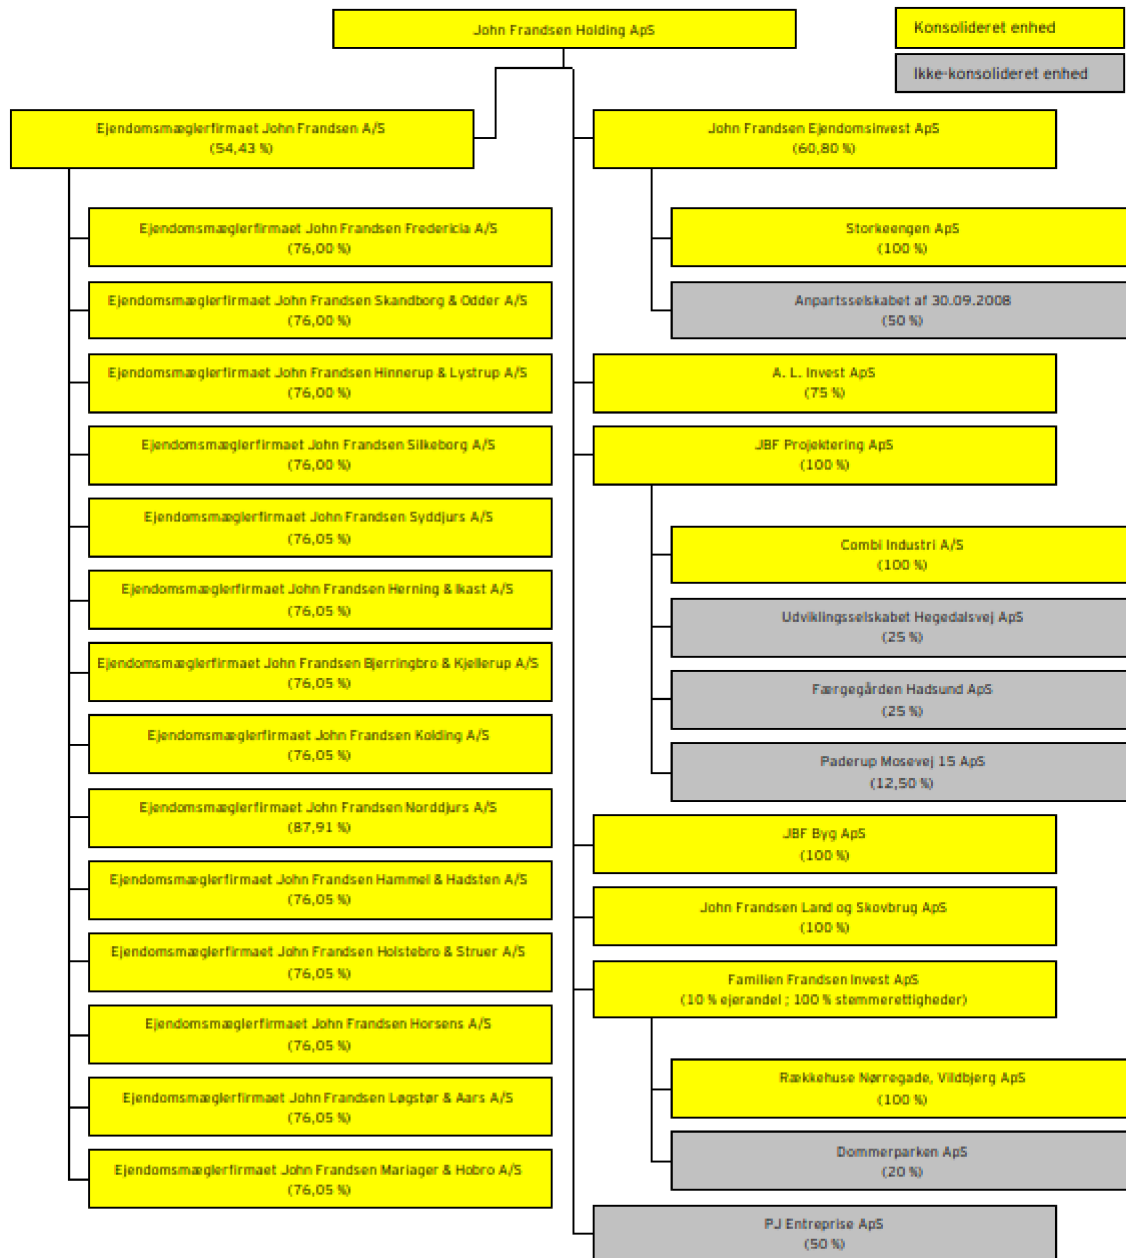 John Frandsen Holding ApS
Konsolideret enhed
Ikke-konsolideret enhed
Ejendomsmæglerfirmaet John Frandsen A/S
(54,43 %)
Ejendomsmæglerfirmaet John Frandsen Fredericia A/S
(76,00 %)
Ejendomsmæglerfirmaet John Frandsen Skandborg & Odder A/S
(76,00 %)
Ejendomsmæglerfirmaet John Frandsen Hinnerup & Lystrup A/S
(76,00 %)
Ejendomsmæglerfirmaet John Frandsen Silkeborg A/S
(76,00 %)
Ejendomsmæglerfirmaet John Frandsen Syddjurs A/S
(76,05 %)
Ejendomsmæglerfirmaet John Frandsen Herning & Ikast A/S
(76,05 %)
Ejendomsmæglerfirmaet John Frandsen Bjerringbro & Kjellerup A/S
(76,05 %)
Ejendomsmæglerfirmaet John Frandsen Kolding A/S
(76,05 %)
Ejendomsmæglerfirmaet John Frandsen Norddjurs A/S
(87,91 %)
Ejendomsmæglerfirmaet John Frandsen Hammel & Hadsten A/S
(76,05 %)
Ejendomsmæglerfirmaet John Frandsen Holstebro & Struer A/S
(76,05 %)
Ejendomsmæglerfirmaet John Frandsen Horsens A/S
(76,05 %)
Ejendomsmæglerfirmaet John Frandsen Løgstør & Aars A/S
(76,05 %)
Ejendomsmæglerfirmaet John Frandsen Mariager & Hobro A/S
(76,05 %)
John Frandsen Ejendomsinvest ApS
(60,80 %)
Storkeengen ApS
(100 %)
Anpartsselskabet af 30.09.2008
(50 %)
A. L. Invest ApS
(75 %)
JBF Projektering ApS
(100 %)
Combi Industri A/S
(100 %)
Udviklingsselskabet Hegedalsvej ApS
(25 %)
Færgegården Hadsund ApS
(25 %)
Paderup Mosevej 15 ApS
(12,50 %)
JBF Byg ApS
(100 %)
John Frandsen Land og Skovbrug ApS
(100 %)
Familien Frandsen Invest ApS
(10 % ejerandel ; 100 % stemmerettigheder)
Rækkehuse Nørregade, Vildbjerg ApS
(100 %)
Dommerparken ApS
(20 %)
PJ Entreprise ApS
(50 %)